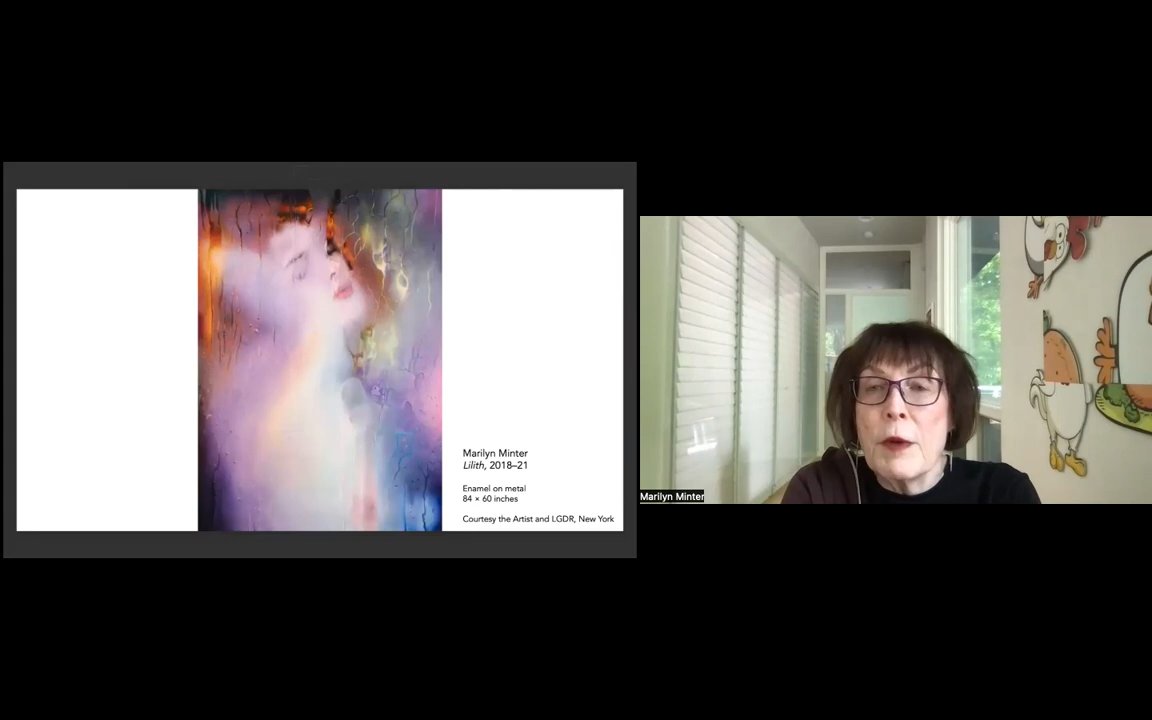 Marilyn Minter
Lilith, 2018–21
Enamel on metal
84 × 60 inches
Courtesy the Artist and LGDR, New York
Marilyn Minter